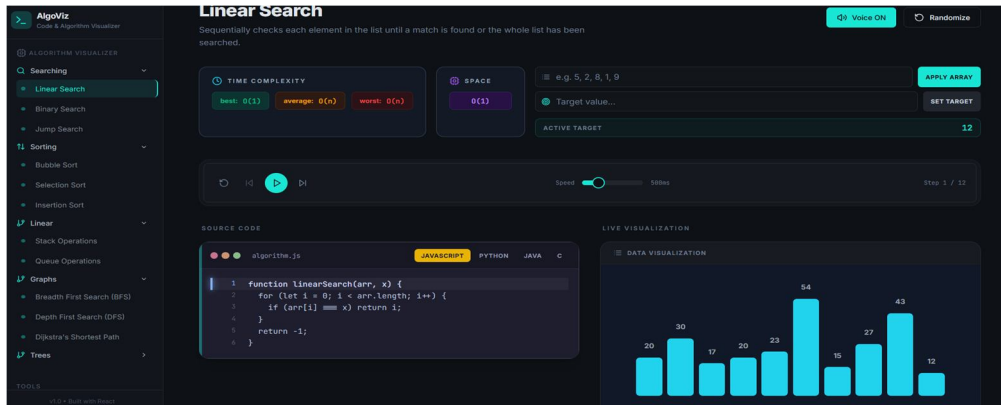 AlgoViz
Code & Algorithm Visualizer
ALGORITHM VISUALIZER
Searching
Linear Search
Binary Search
Jump Search
Sorting
Bubble Sort
Selection Sort
Insertion Sort
Linear
Stack Operations
Queue Operations
Graphs
Breadth First Search (BFS)
Depth First Search (DFS)
Dijkstra's Shortest Path
Trees
TOOLS
v1.0 • Built with React
Linear Search
Sequentially checks each element in the list until a match is found or the whole list has been
searched.
Voice ON
Randomize
TIME COMPLEXITY
best: O(1) average: O(n) worst: O(n)
SPACE
O(1)
e.g. 5, 2, 8, 1, 9
APPLY ARRAY
Target value...
SET TARGET
ACTIVE TARGET 12
Speed 500ms
Step 1 / 12
SOURCE CODE
algorithm.js JAVASCRIPT PYTHON JAVA C
1 function linearSearch(arr, x) {
2 for (let i = 0; i < arr.length; i++) {
3 if (arr[i] === x) return i;
4 }
5 return -1;
6 }
LIVE VISUALIZATION
DATA VISUALIZATION
20 30 17 20 23 54 15 27 43 12